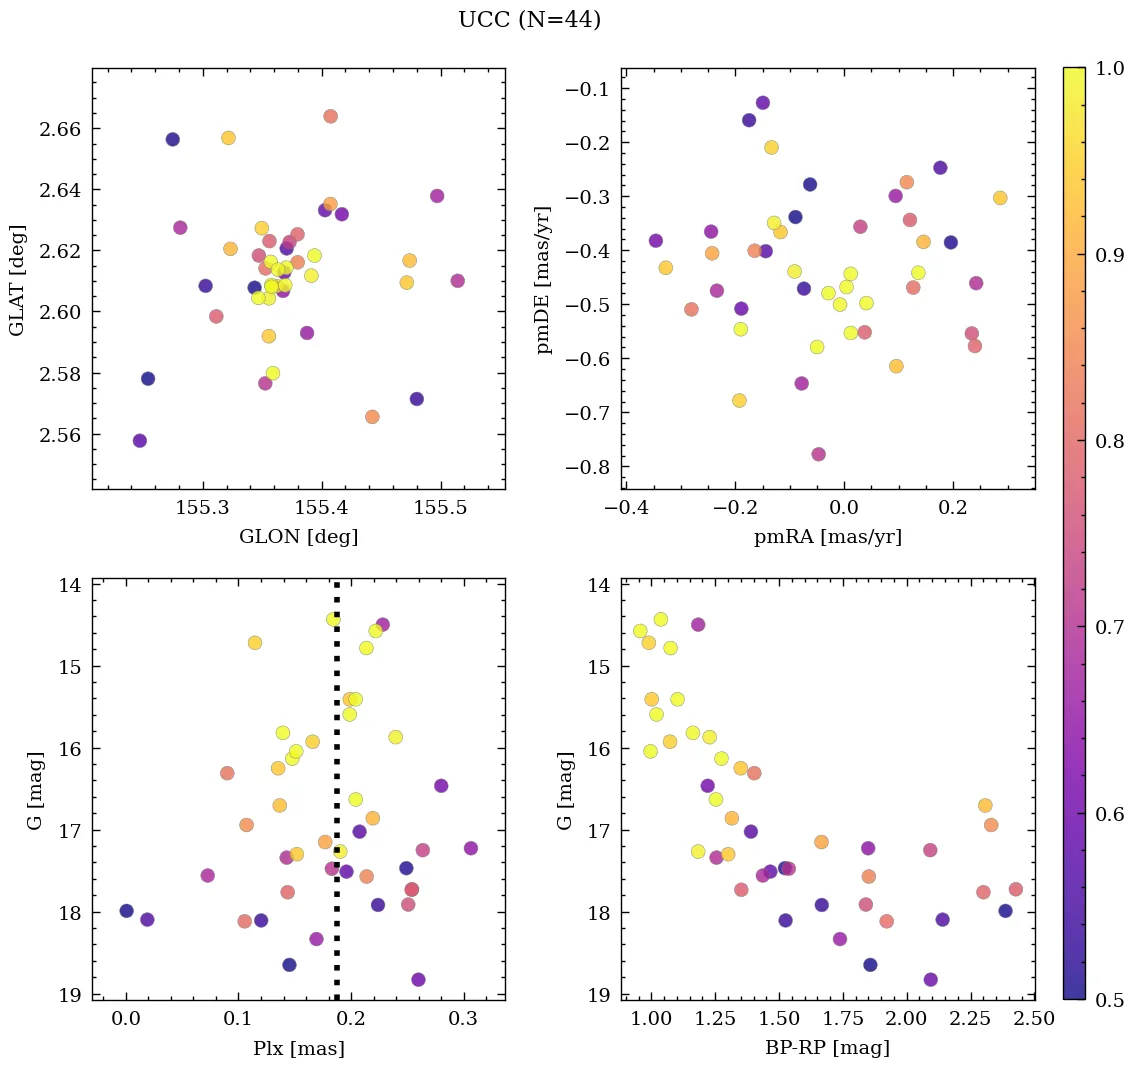 UCC (N=44)
2.66
2.64
2.62
2.60
2.58
2.56
GLAT [deg]
155.3 155.4 155.5
GLON [deg]
−0.1
−0.2
−0.3
−0.4
−0.5
−0.6
−0.7
−0.8
pmDE [mas/yr]
−0.4 −0.2 0.0 0.2
pmRA [mas/yr]
14
15
16
17
18
19
G [mag]
0.0 0.1 0.2 0.3
Plx [mas]
14
15
16
17
18
19
G [mag]
1.00 1.25 1.50 1.75 2.00 2.25 2.50
BP-RP [mag]
1.0
0.9
0.8
0.7
0.6
0.5